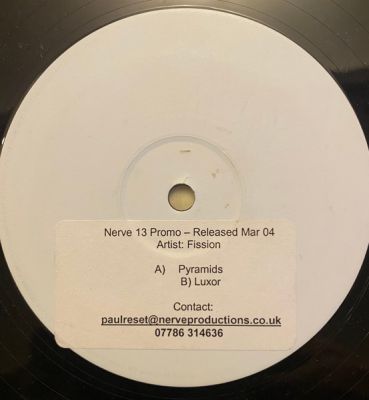 Nerve 13 Promo – Released Mar 04
Artist: Fission
A) Pyramids
B) Luxor
Contact:
paulreset@nerveproductions.co.uk
07786 314636